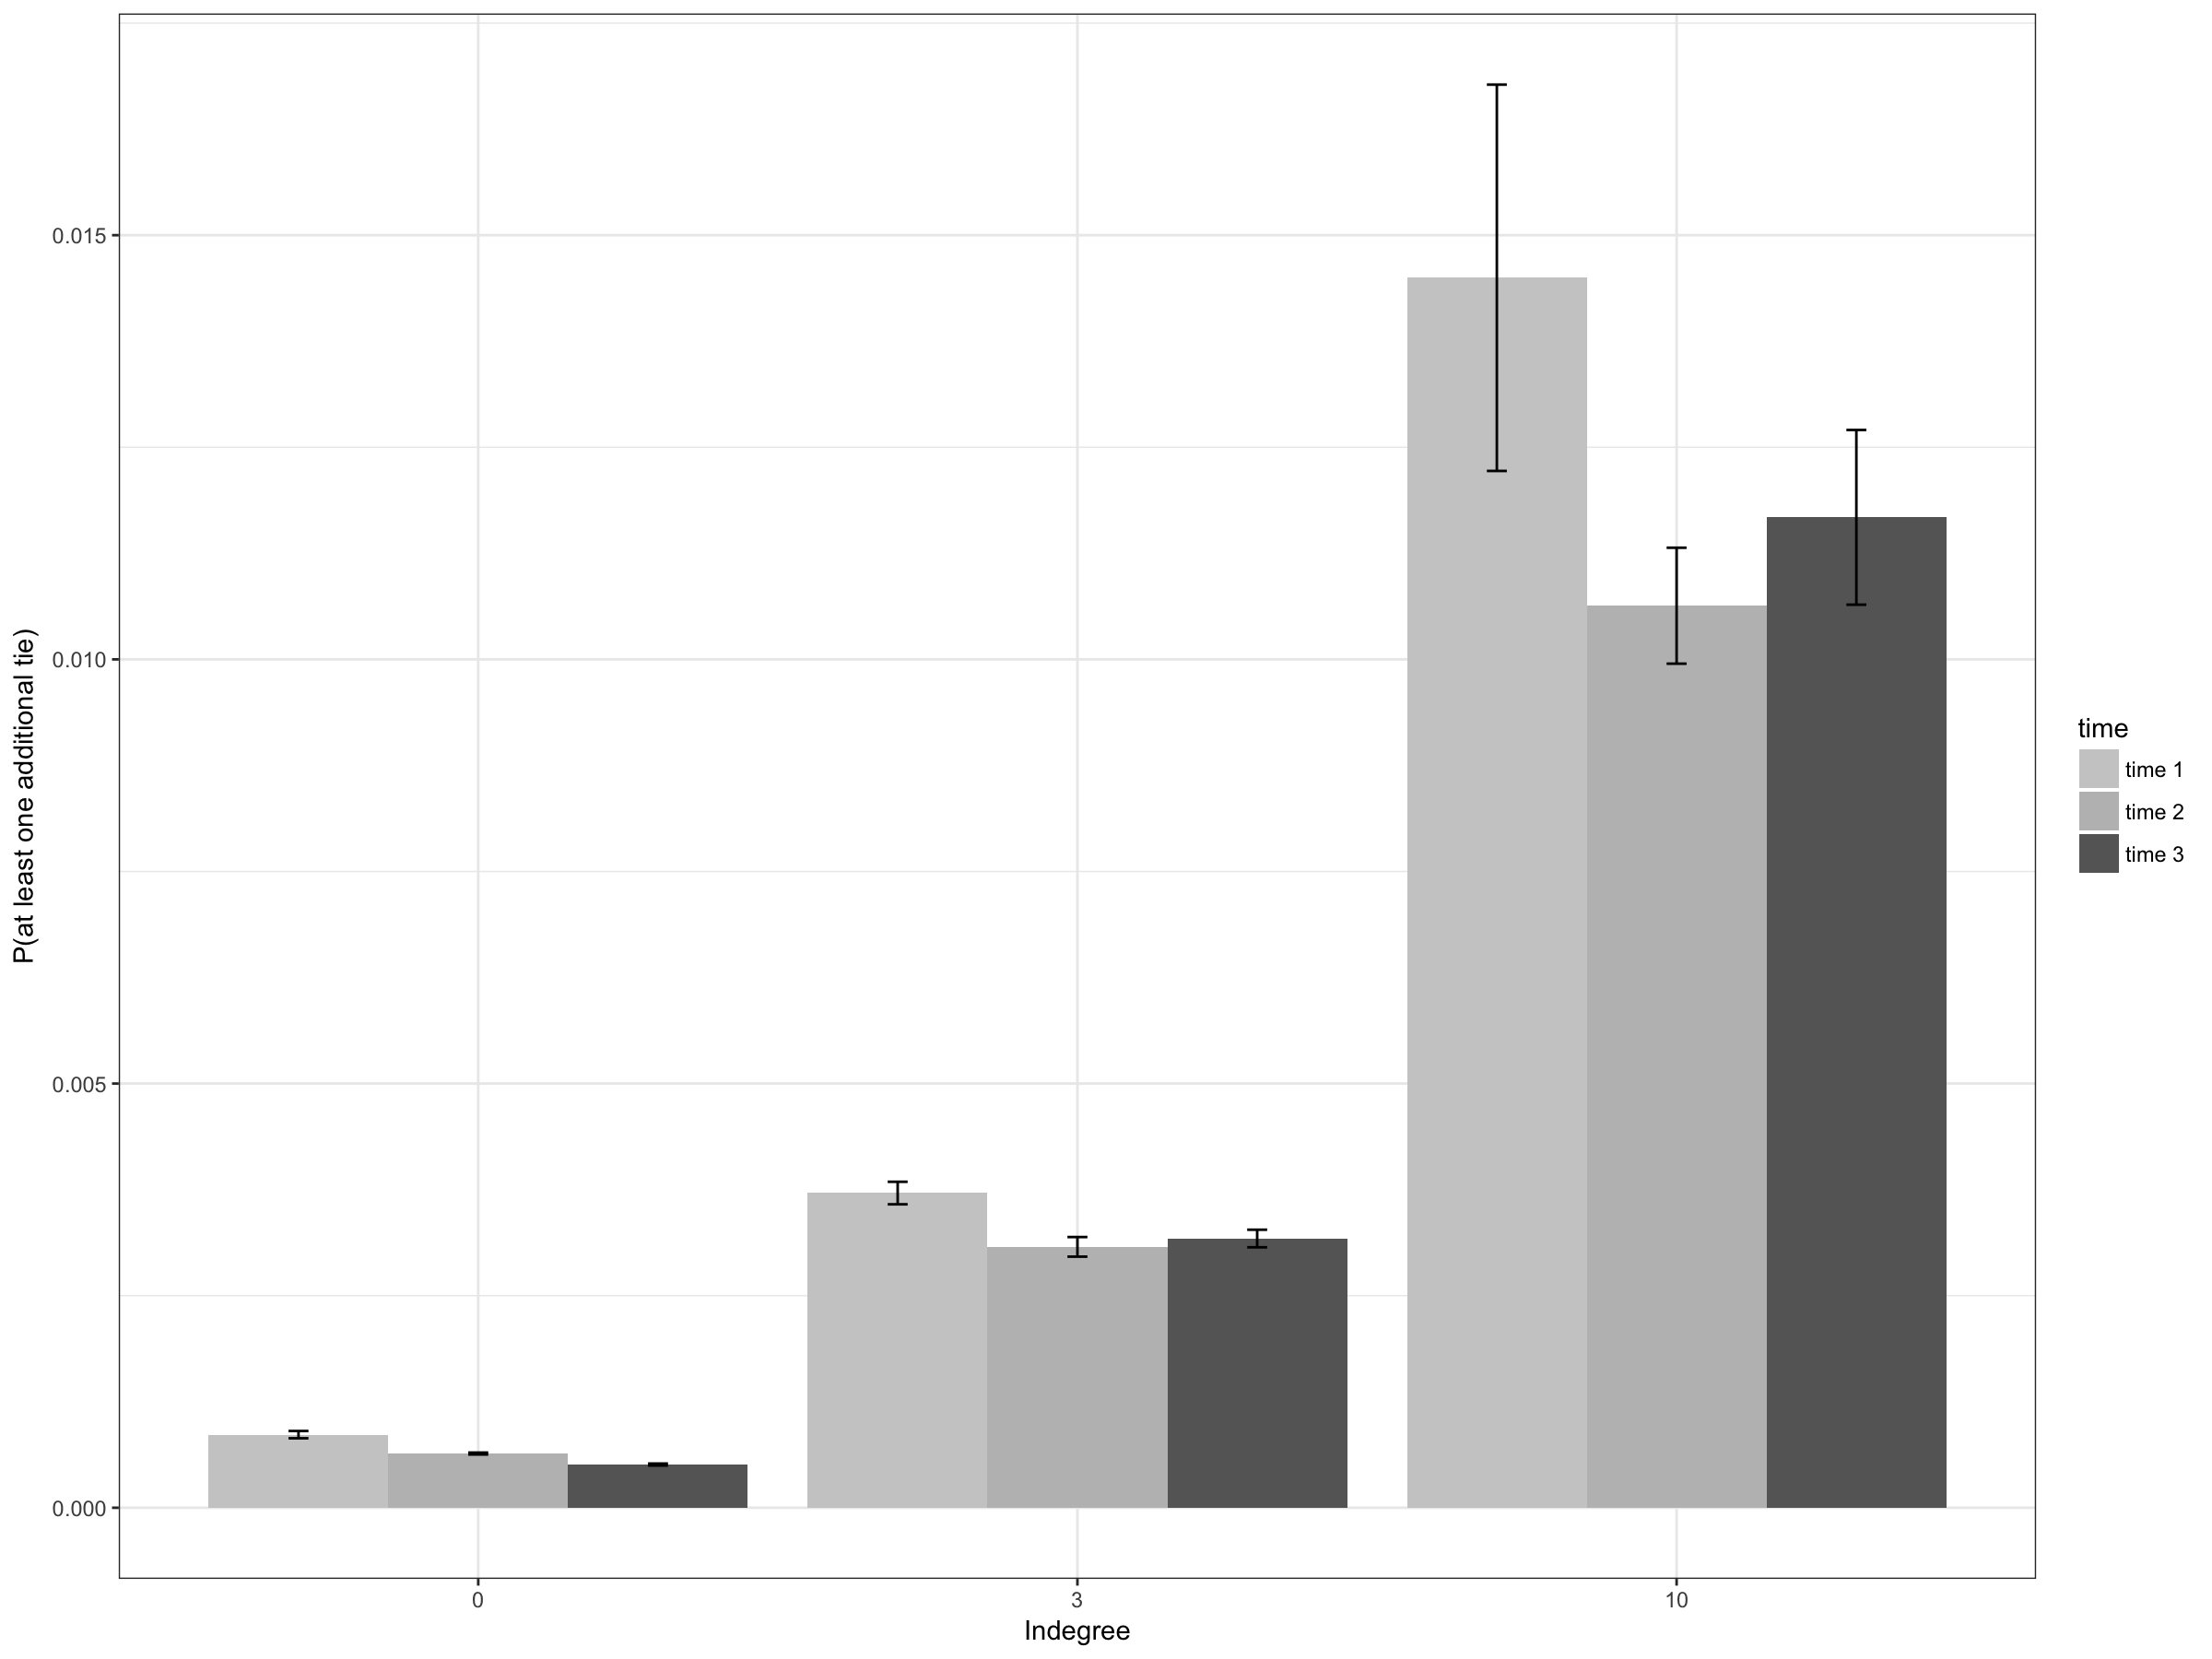 P(at least one additional tie)
0.015
0.010
0.005
0.000
0
3
10
Indegree
time
time 1
time 2
time 3